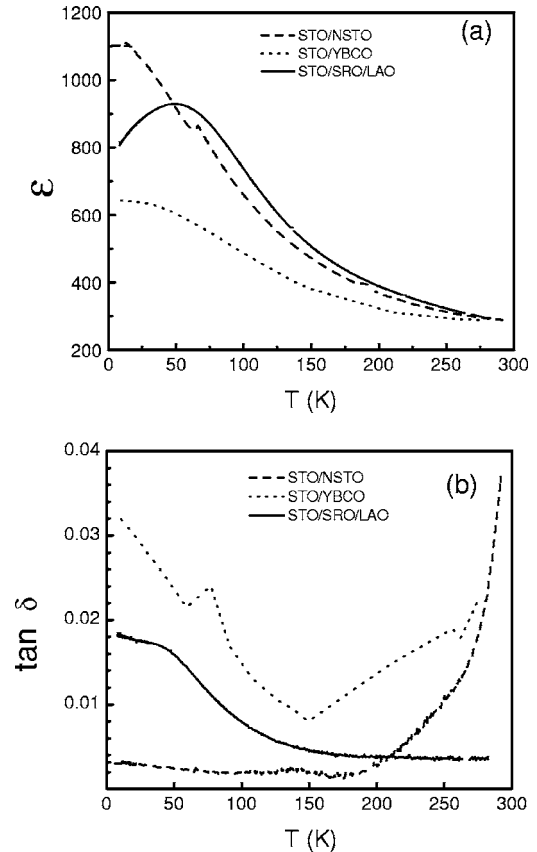 (a)
STO/NSTO
STO/YBCO
STO/SRO/LAO
1200
1000
800
600
400
200
ε
0 50 100 150 200 250 300
T (K)
(b)
STO/NSTO
STO/YBCO
STO/SRO/LAO
0.04
0.03
0.02
0.01
tan δ
0 50 100 150 200 250 300
T (K)